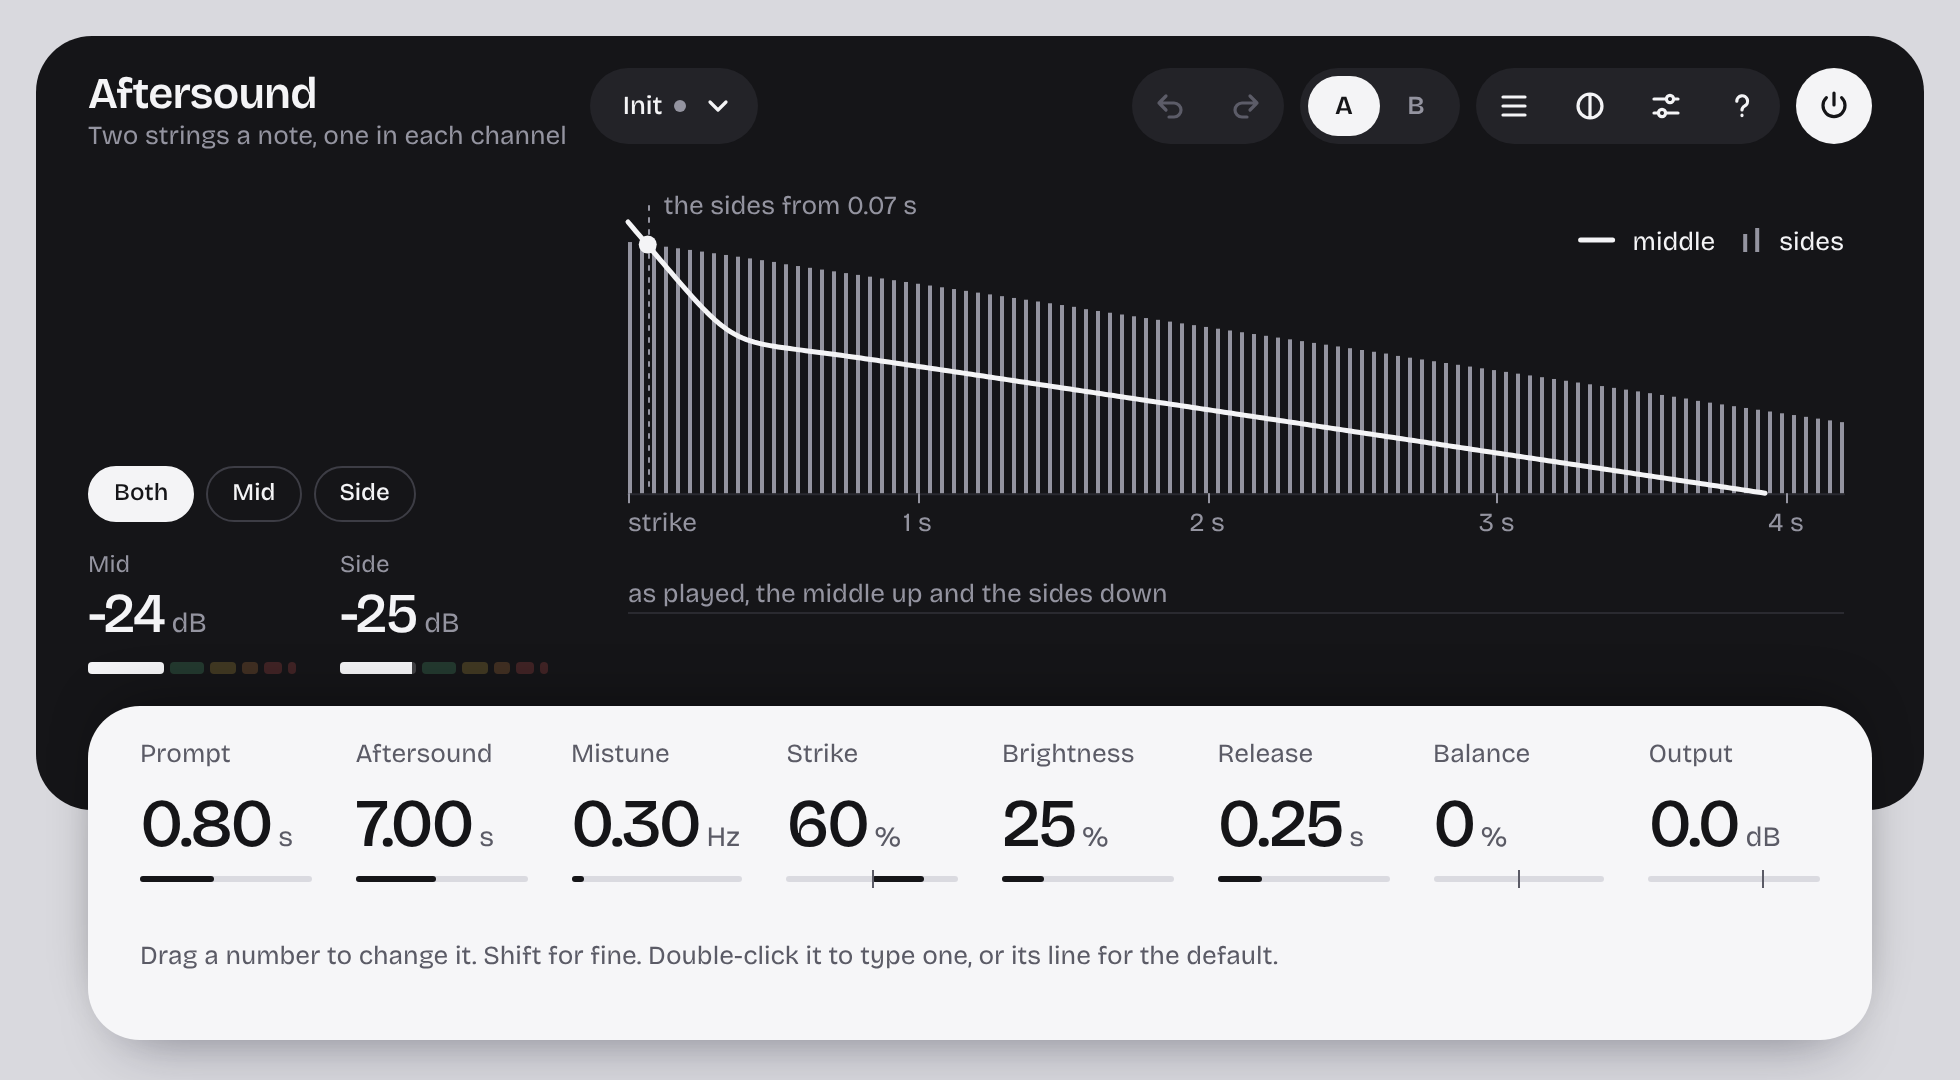 Aftersound
Two strings a note, one in each channel
Init
A
B
?
the sides from 0.07 s
middle
sides
strike
1 s
2 s
3 s
4 s
as played, the middle up and the sides down
Both
Mid
Side
Mid
-24 dB
Side
-25 dB
Prompt
0.80 s
Aftersound
7.00 s
Mistune
0.30 Hz
Strike
60 %
Brightness
25 %
Release
0.25 s
Balance
0 %
Output
0.0 dB
Drag a number to change it. Shift for fine. Double-click it to type one, or its line for the default.